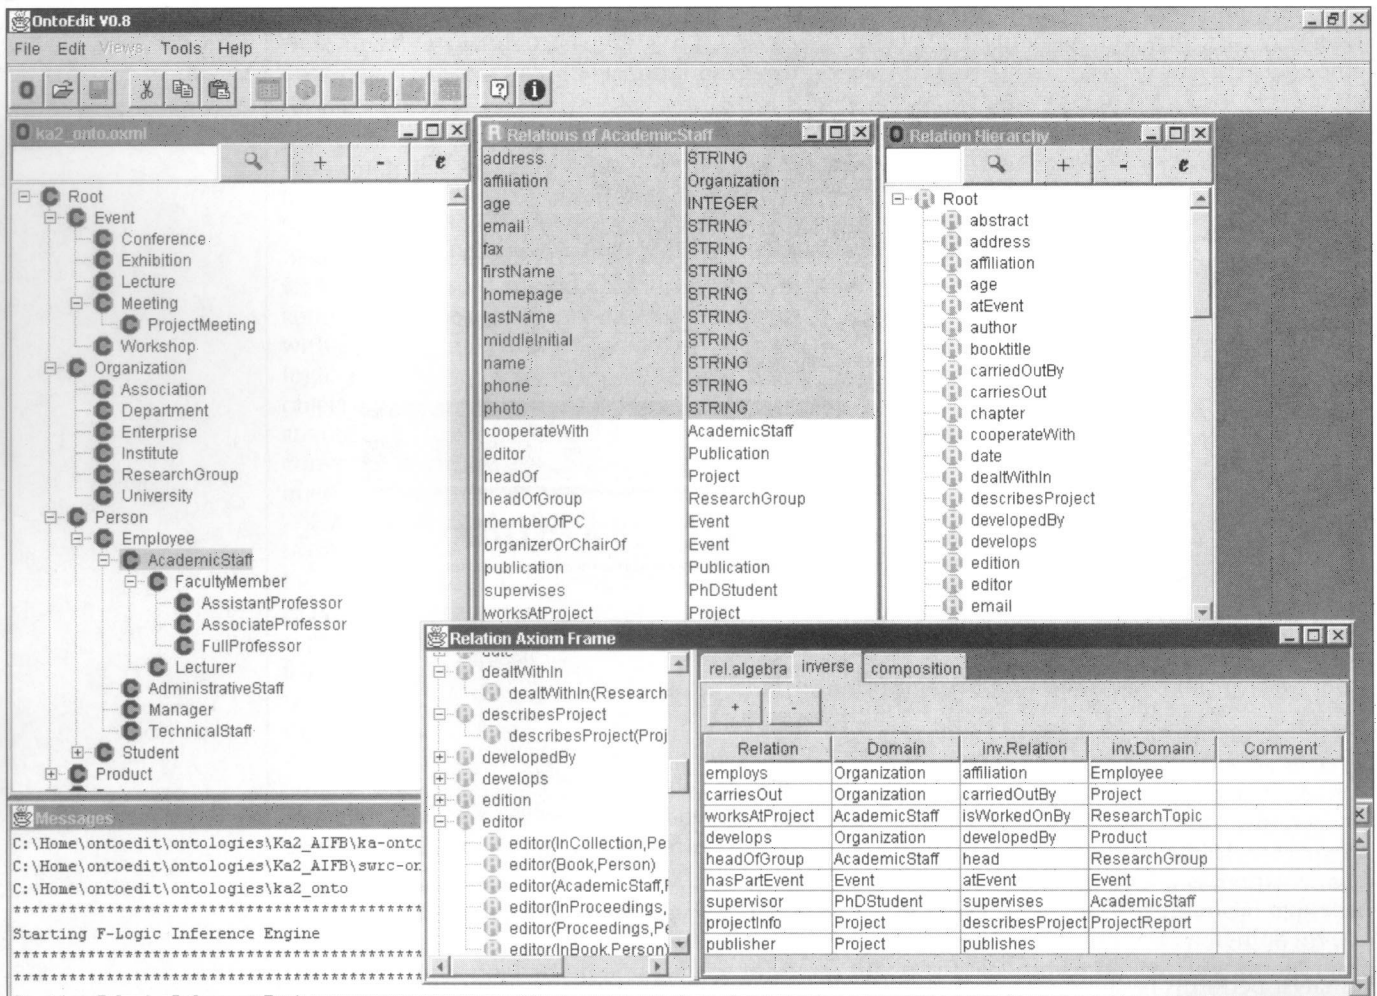 OntoEdit V0.8
File Edit Views Tools Help
ka2_onto.oxml
Root
Event
Conference
Exhibition
Lecture
Meeting
ProjectMeeting
Workshop
Organization
Association
Department
Enterprise
Institute
ResearchGroup
University
Person
Employee
AcademicStaff
FacultyMember
AssistantProfessor
AssociateProfessor
FullProfessor
Lecturer
AdministrativeStaff
Manager
TechnicalStaff
Student
Product
R Relations of AcademicStaff
address STRING
affiliation Organization
age INTEGER
email STRING
fax STRING
firstName STRING
homepage STRING
lastName STRING
middleInitial STRING
name STRING
phone STRING
photo STRING
cooperateWith AcademicStaff
editor Publication
headOf Project
headOfGroup ResearchGroup
memberOfPC Event
organizerOrChairOf Event
publication Publication
supervises PhDStudent
worksAtProject Project
Relation Hierarchy
Root
abstract
address
affiliation
age
atEvent
author
booktitle
carriedOutBy
carriesOut
chapter
cooperateWith
date
dealtWithIn
describesProject
developedBy
develops
edition
editor
email
Relation Axiom Frame
date
dealtWithIn
dealtWithIn(Research
describesProject
describesProject(Proj
developedBy
develops
edition
editor
editor(InCollection,Pe
editor(Book,Person)
editor(AcademicStaff,
editor(InProceedings,
editor(Proceedings,Pe
editor(InBook,Person)
rel.algebra inverse composition
+ -
Relation Domain inv.Relation inv.Domain Comment
employs Organization affiliation Employee
carriesOut Organization carriedOutBy Project
worksAtProject AcademicStaff isWorkedOnBy ResearchTopic
develops Organization developedBy Product
headOfGroup AcademicStaff head ResearchGroup
hasPartEvent Event atEvent Event
supervisor PhDStudent supervises AcademicStaff
projectInfo Project describesProject ProjectReport
publisher Project publishes
Messages
C:\Home\ontoedit\ontologies\Ka2_AIFB\ka-onto
C:\Home\ontoedit\ontologies\Ka2_AIFB\swrc-on
C:\Home\ontoedit\ontologies\ka2_onto
******************************************
Starting F-Logic Inference Engine
******************************************
******************************************